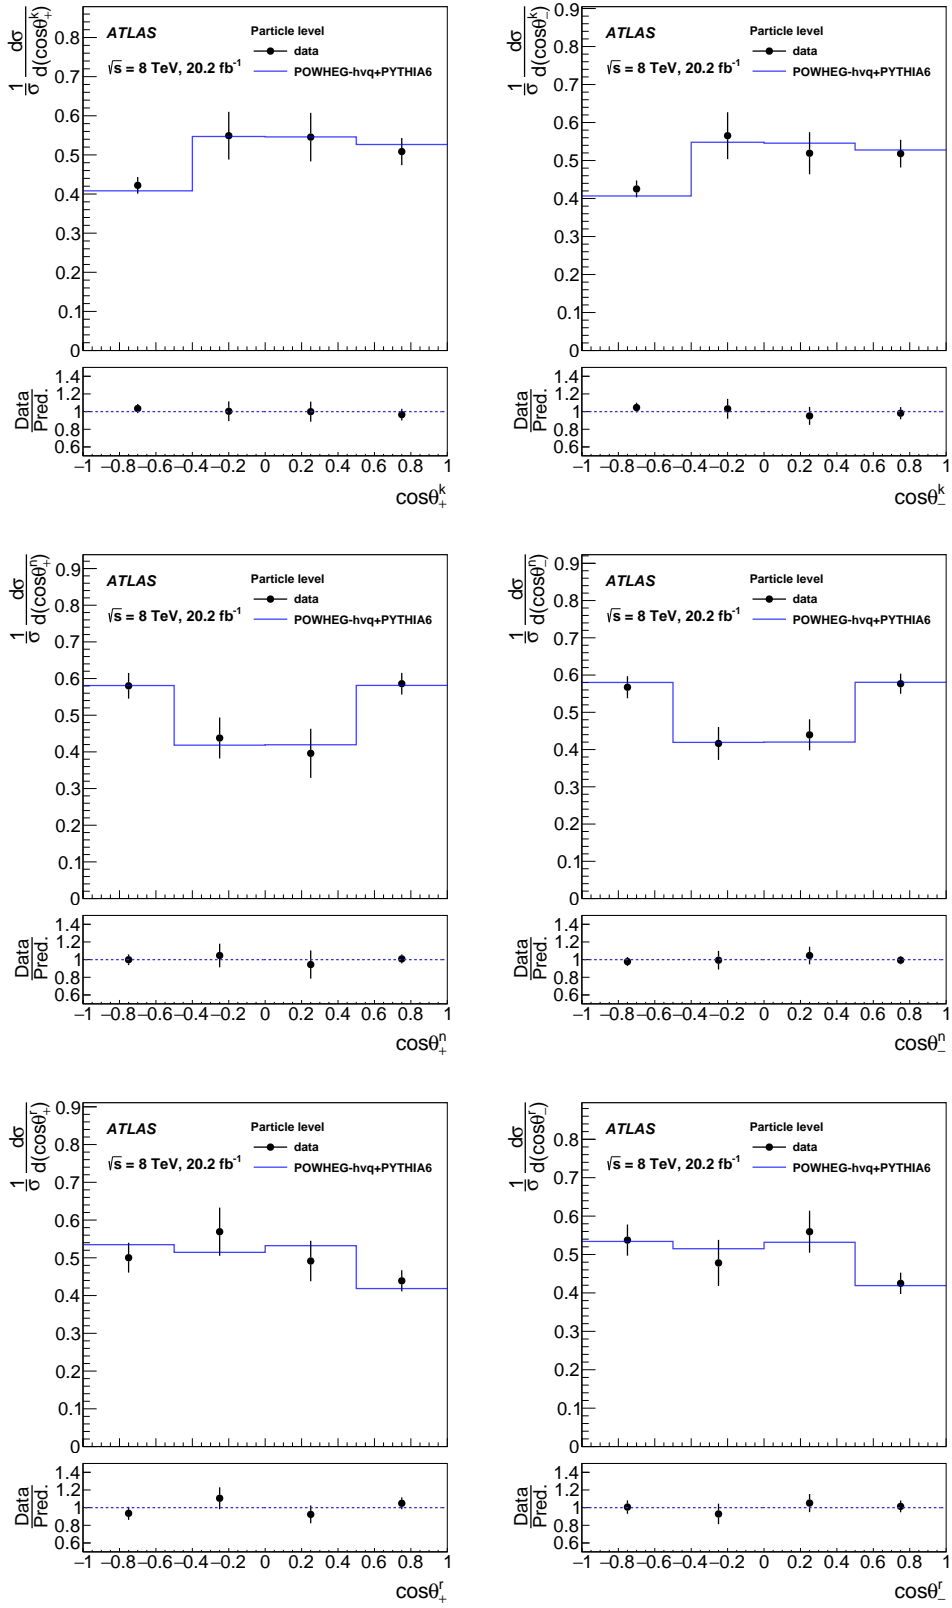 1/σ dσ/d(cosθ₊ᵏ)
ATLAS
√s = 8 TeV, 20.2 fb⁻¹
Particle level
data
POWHEG-hvq+PYTHIA6
0.8
0.7
0.6
0.5
0.4
0.3
0.2
0.1
0
Data/Pred.
1.4
1.2
1
0.8
0.6
−1 −0.8 −0.6 −0.4 −0.2 0 0.2 0.4 0.6 0.8 1
cosθ₊ᵏ
1/σ dσ/d(cosθ₋ᵏ)
ATLAS
√s = 8 TeV, 20.2 fb⁻¹
Particle level
data
POWHEG-hvq+PYTHIA6
0.9
0.8
0.7
0.6
0.5
0.4
0.3
0.2
0.1
0
Data/Pred.
1.4
1.2
1
0.8
0.6
−1 −0.8 −0.6 −0.4 −0.2 0 0.2 0.4 0.6 0.8 1
cosθ₋ᵏ
1/σ dσ/d(cosθ₊ⁿ)
ATLAS
√s = 8 TeV, 20.2 fb⁻¹
Particle level
data
POWHEG-hvq+PYTHIA6
0.9
0.8
0.7
0.6
0.5
0.4
0.3
0.2
0.1
0
Data/Pred.
1.4
1.2
1
0.8
0.6
−1 −0.8 −0.6 −0.4 −0.2 0 0.2 0.4 0.6 0.8 1
cosθ₊ⁿ
1/σ dσ/d(cosθ₋ⁿ)
ATLAS
√s = 8 TeV, 20.2 fb⁻¹
Particle level
data
POWHEG-hvq+PYTHIA6
0.9
0.8
0.7
0.6
0.5
0.4
0.3
0.2
0.1
0
Data/Pred.
1.4
1.2
1
0.8
0.6
−1 −0.8 −0.6 −0.4 −0.2 0 0.2 0.4 0.6 0.8 1
cosθ₋ⁿ
1/σ dσ/d(cosθ₊ʳ)
ATLAS
√s = 8 TeV, 20.2 fb⁻¹
Particle level
data
POWHEG-hvq+PYTHIA6
0.9
0.8
0.7
0.6
0.5
0.4
0.3
0.2
0.1
0
Data/Pred.
1.4
1.2
1
0.8
0.6
−1 −0.8 −0.6 −0.4 −0.2 0 0.2 0.4 0.6 0.8 1
cosθ₊ʳ
1/σ dσ/d(cosθ₋ʳ)
ATLAS
√s = 8 TeV, 20.2 fb⁻¹
Particle level
data
POWHEG-hvq+PYTHIA6
0.8
0.7
0.6
0.5
0.4
0.3
0.2
0.1
0
Data/Pred.
1.4
1.2
1
0.8
0.6
−1 −0.8 −0.6 −0.4 −0.2 0 0.2 0.4 0.6 0.8 1
cosθ₋ʳ